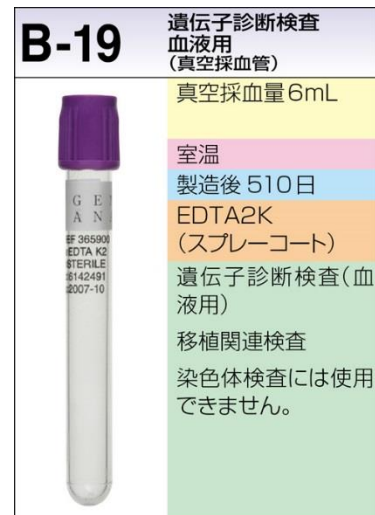 B-19
遺伝子診断検査
血液用
(真空採血管)
真空採血量6mL
室温
製造後510日
EDTA2K
(スプレーコート)
遺伝子診断検査(血
液用)
移植関連検査
染色体検査には使用
できません。
G E
A N
EF 365900
EDTA K2
STERILE
6142491
2007-10